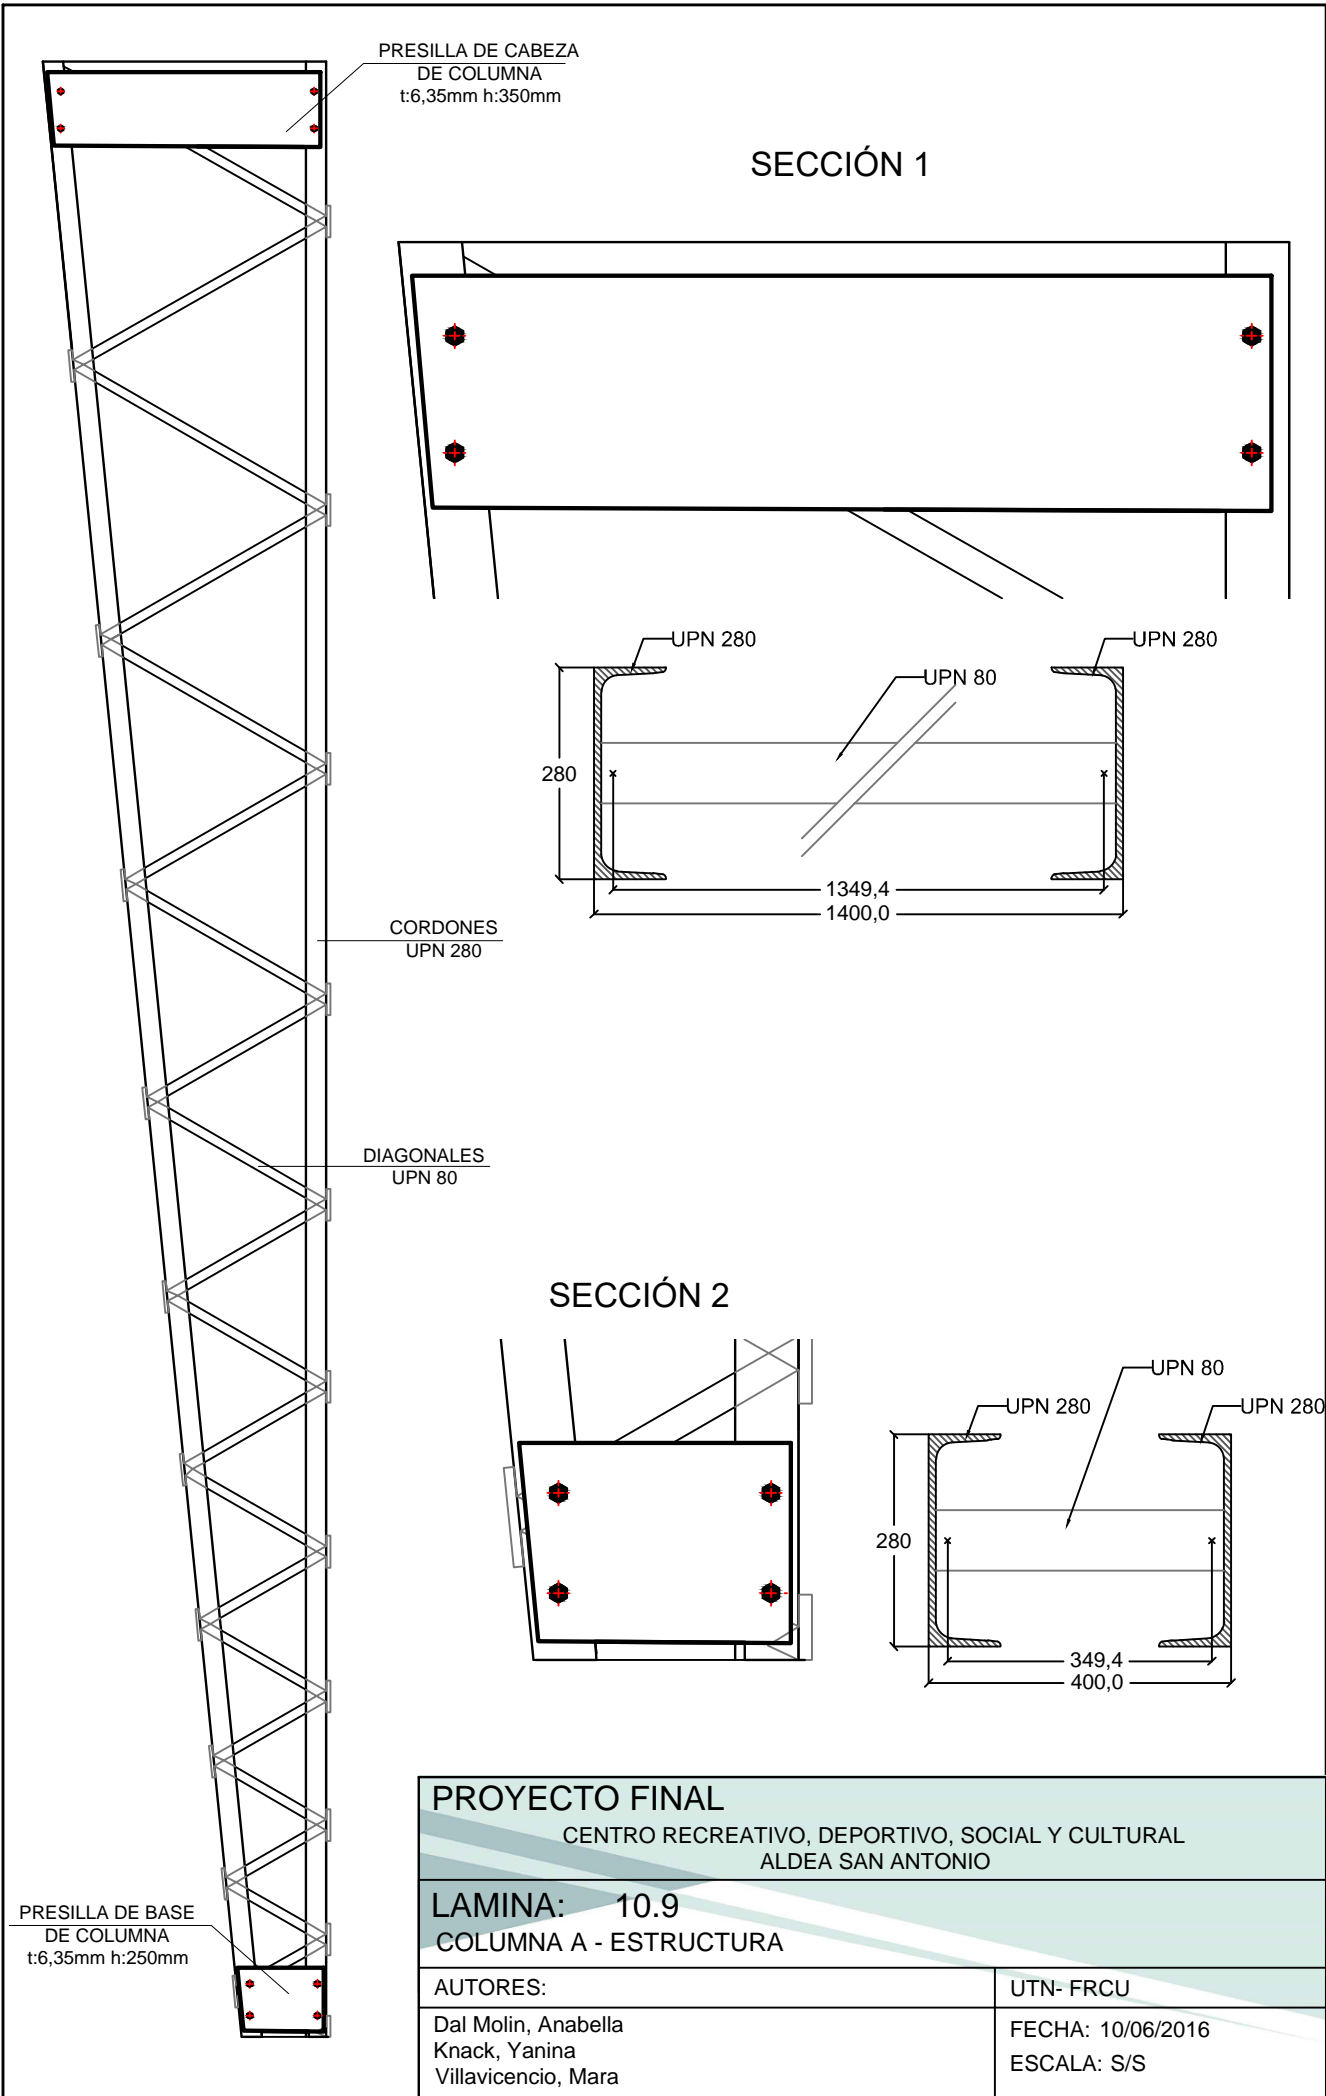 PRESILLA DE CABEZA
DE COLUMNA
t:6,35mm h:350mm
SECCIÓN 1
UPN 280
UPN 280
UPN 80
280
1349,4
1400,0
CORDONES
UPN 280
DIAGONALES
UPN 80
SECCIÓN 2
UPN 80
UPN 280
UPN 280
280
349,4
400,0
PRESILLA DE BASE
DE COLUMNA
t:6,35mm h:250mm
PROYECTO FINAL
CENTRO RECREATIVO, DEPORTIVO, SOCIAL Y CULTURAL
ALDEA SAN ANTONIO
LAMINA: 10.9
COLUMNA A - ESTRUCTURA
AUTORES:
Dal Molin, Anabella
Knack, Yanina
Villavicencio, Mara
UTN- FRCU
FECHA: 10/06/2016
ESCALA: S/S